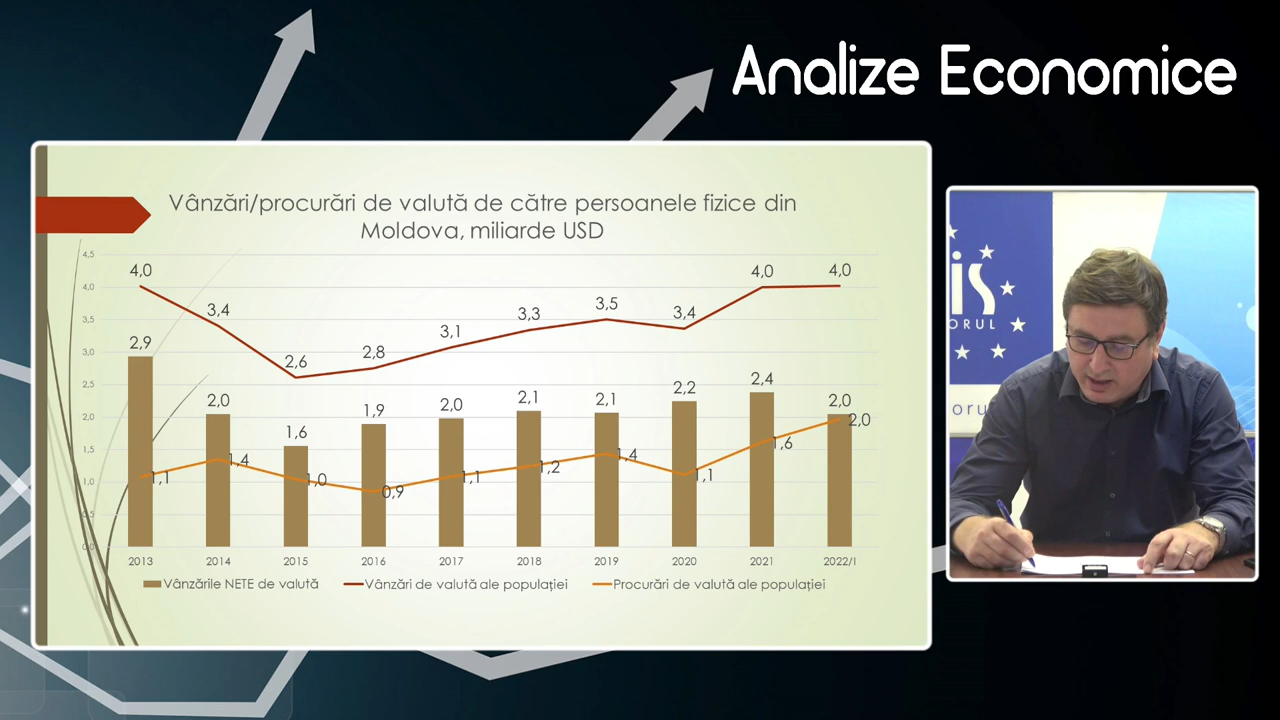 Analize Economice
Vânzări/procurări de valută de către persoanele fizice din
Moldova, miliarde USD
4,5
4,0
3,5
3,0
2,5
2,0
1,5
1,0
0,5
0,0
4,0 3,4 2,6 2,8 3,1 3,3 3,5 3,4 4,0 4,0
2,9 2,0 1,6 1,9 2,0 2,1 2,1 2,2 2,4 2,0
1,1 1,4 1,0 0,9 1,1 1,2 1,4 1,1 1,6 2,0
2013 2014 2015 2016 2017 2018 2019 2020 2021 2022/I
Vânzările NETE de valută Vânzări de valută ale populației Procurări de valută ale populației
is
ORUL
oru